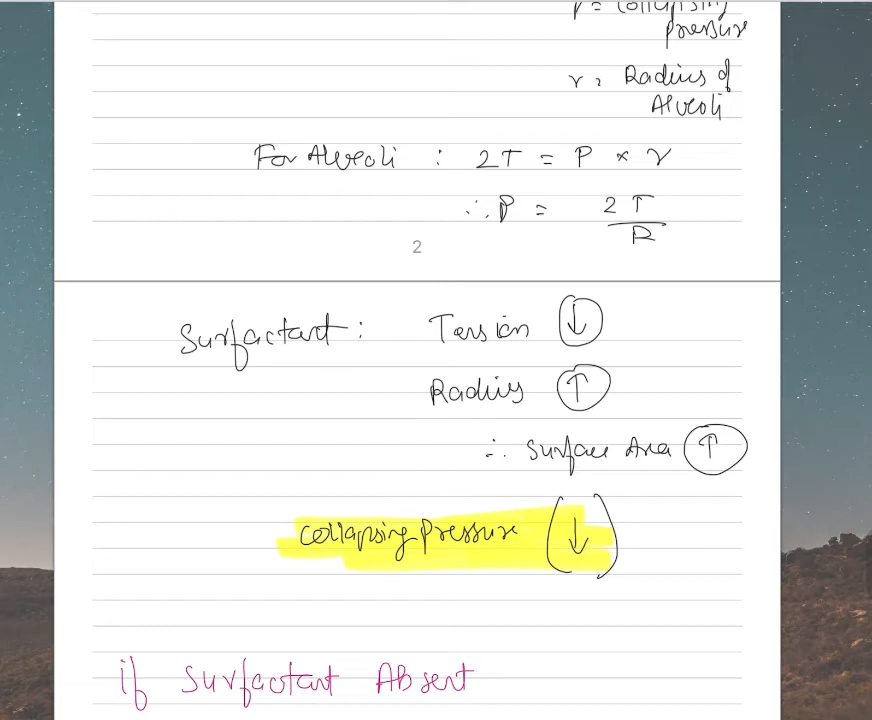 P = Collapsing
pressure
r = Radius of
Alveoli
For Alveoli : 2T = P × r
∴ P = 2T / R
2
Surfactant : Tension ↓
Radius ↑
∴ Surface Area ↑
Collapsing Pressure (↓)
if Surfactant Absent